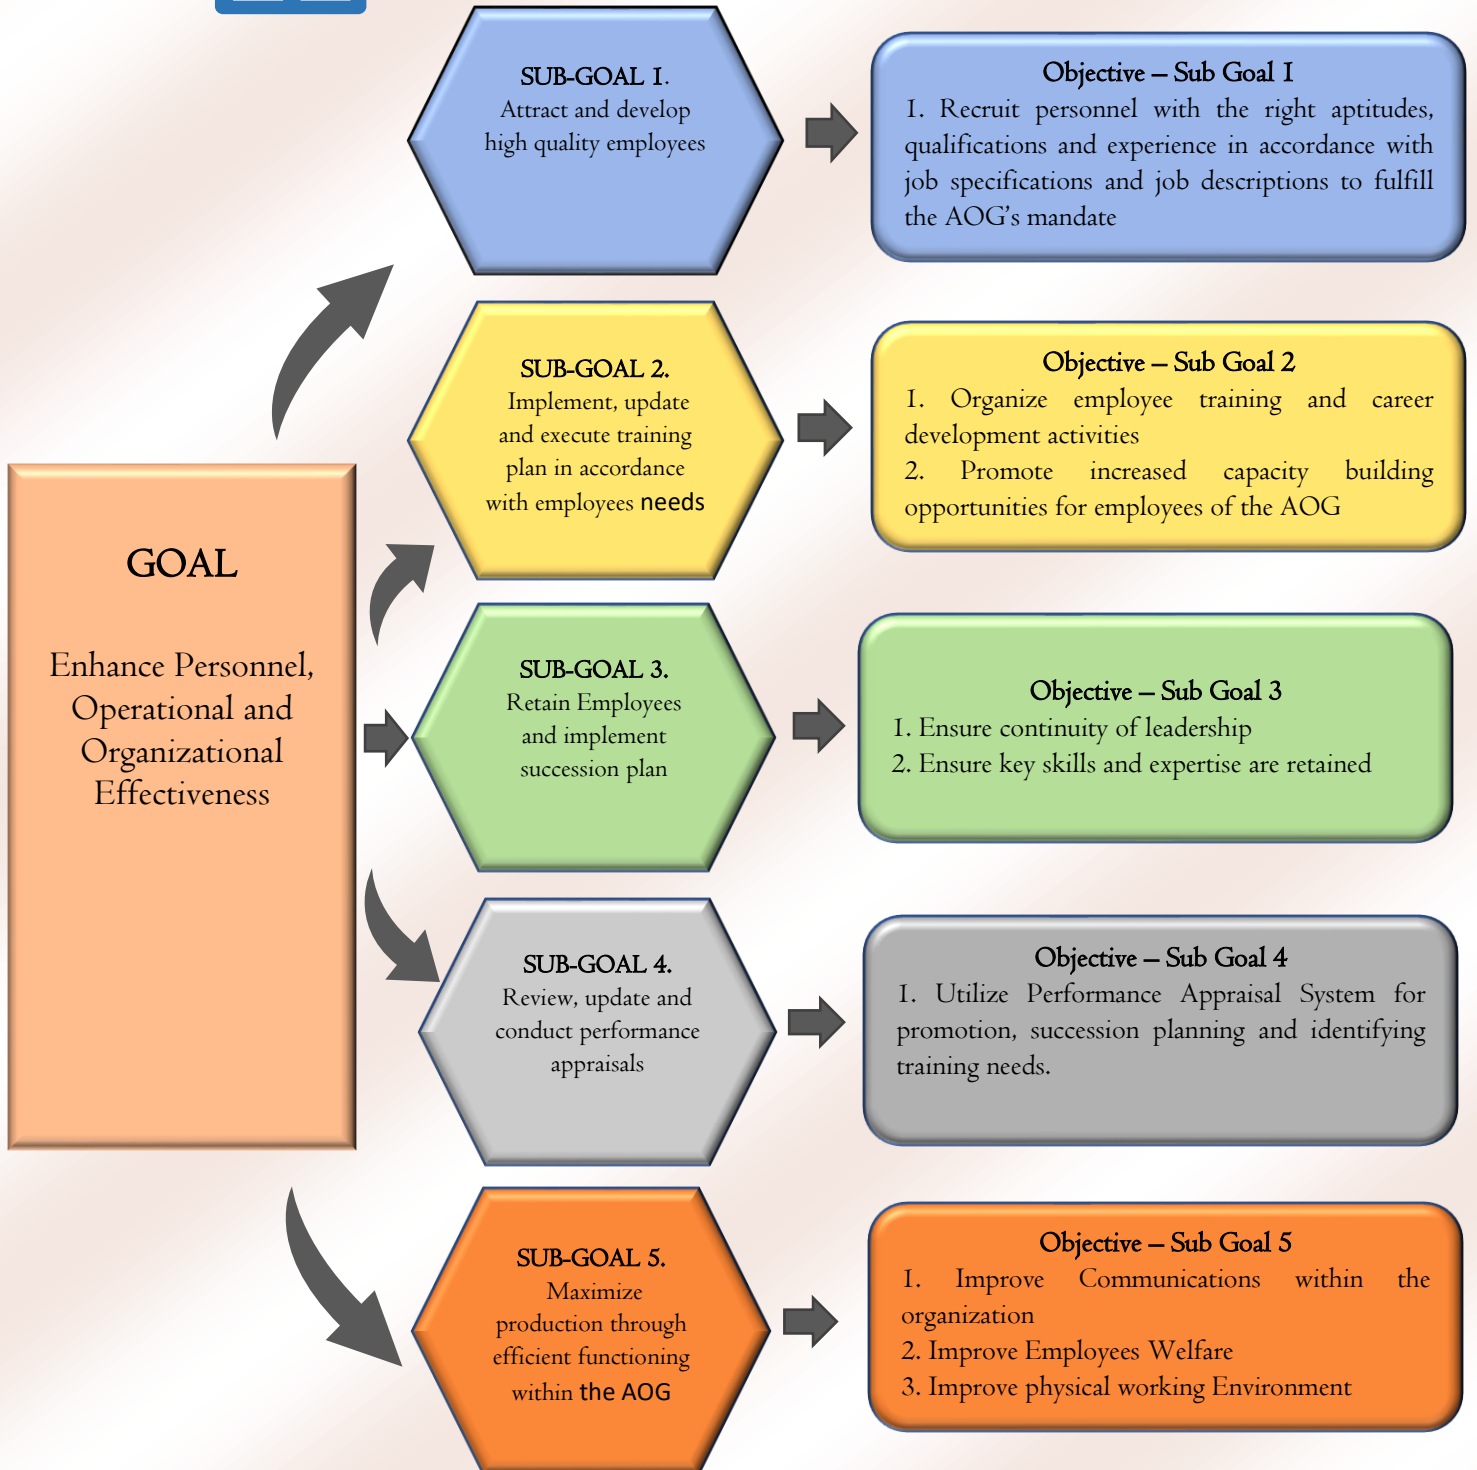 GOAL
Enhance Personnel,
Operational and
Organizational
Effectiveness
SUB-GOAL 1.
Attract and develop
high quality employees
Objective – Sub Goal 1
1. Recruit personnel with the right aptitudes,
qualifications and experience in accordance with
job specifications and job descriptions to fulfill
the AOG's mandate
SUB-GOAL 2.
Implement, update
and execute training
plan in accordance
with employees needs
Objective – Sub Goal 2
1. Organize employee training and career
development activities
2. Promote increased capacity building
opportunities for employees of the AOG
SUB-GOAL 3.
Retain Employees
and implement
succession plan
Objective – Sub Goal 3
1. Ensure continuity of leadership
2. Ensure key skills and expertise are retained
SUB-GOAL 4.
Review, update and
conduct performance
appraisals
Objective – Sub Goal 4
1. Utilize Performance Appraisal System for
promotion, succession planning and identifying
training needs.
SUB-GOAL 5.
Maximize
production through
efficient functioning
within the AOG
Objective – Sub Goal 5
1. Improve Communications within the
organization
2. Improve Employees Welfare
3. Improve physical working Environment